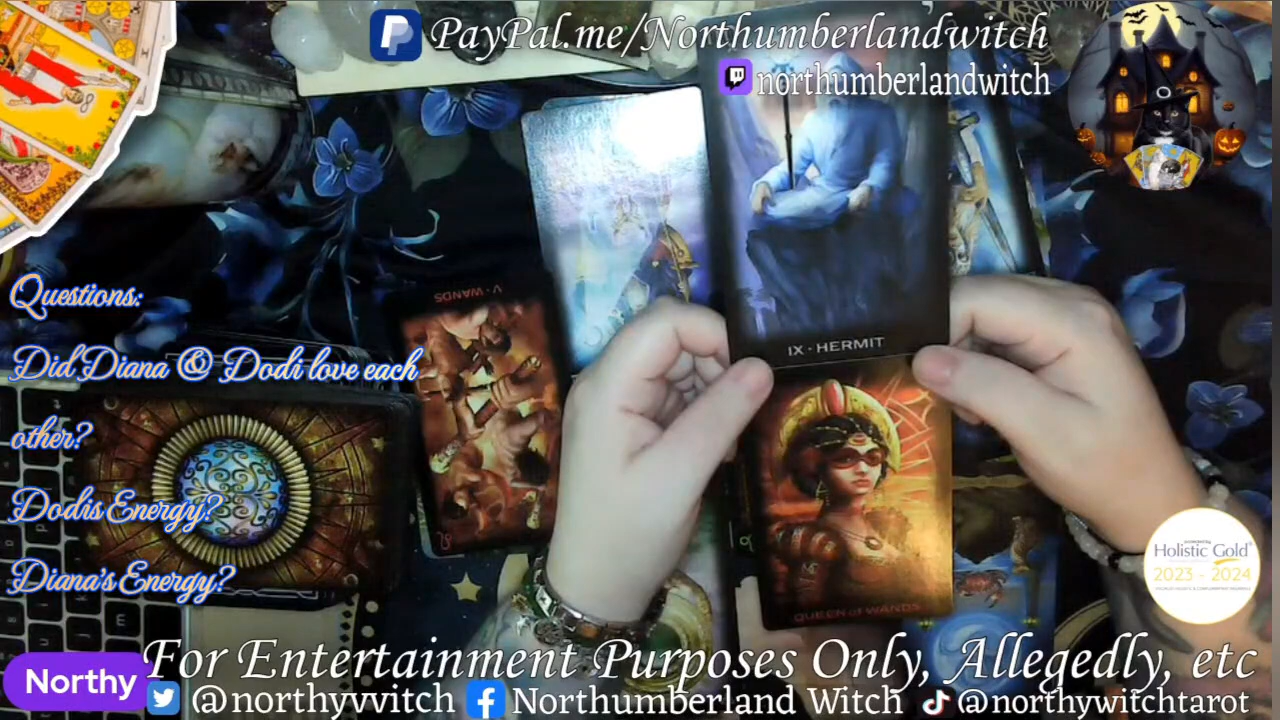 PayPal.me/Northumberlandwitch
northumberlandwitch
IX · HERMIT
V · WANDS
Questions:
Did Diana & Dodi love each
other?
Dodis Energy?
Diana's Energy?
QUEEN OF WANDS
Holistic Gold
2023 - 2024
For Entertainment Purposes Only, Allegedly, etc
Northy
@northyvvitch
Northumberland Witch
@northywitchtarot